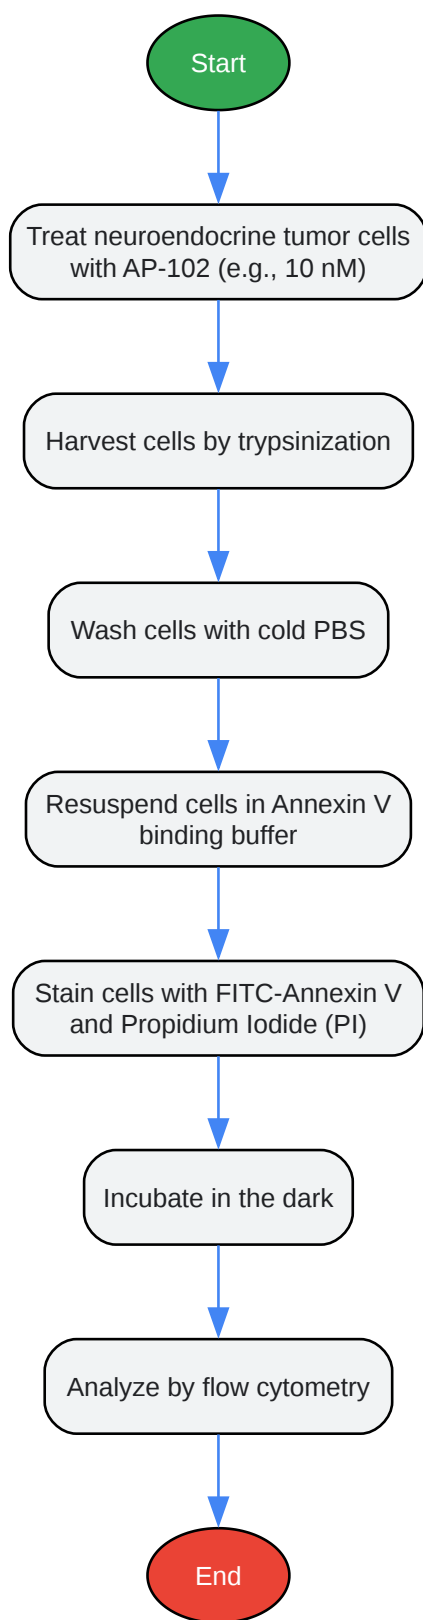 Start
Treat neuroendocrine tumor cells
with AP-102 (e.g., 10 nM)
Harvest cells by trypsinization
Wash cells with cold PBS
Resuspend cells in Annexin V
binding buffer
Stain cells with FITC-Annexin V
and Propidium Iodide (PI)
Incubate in the dark
Analyze by flow cytometry
End